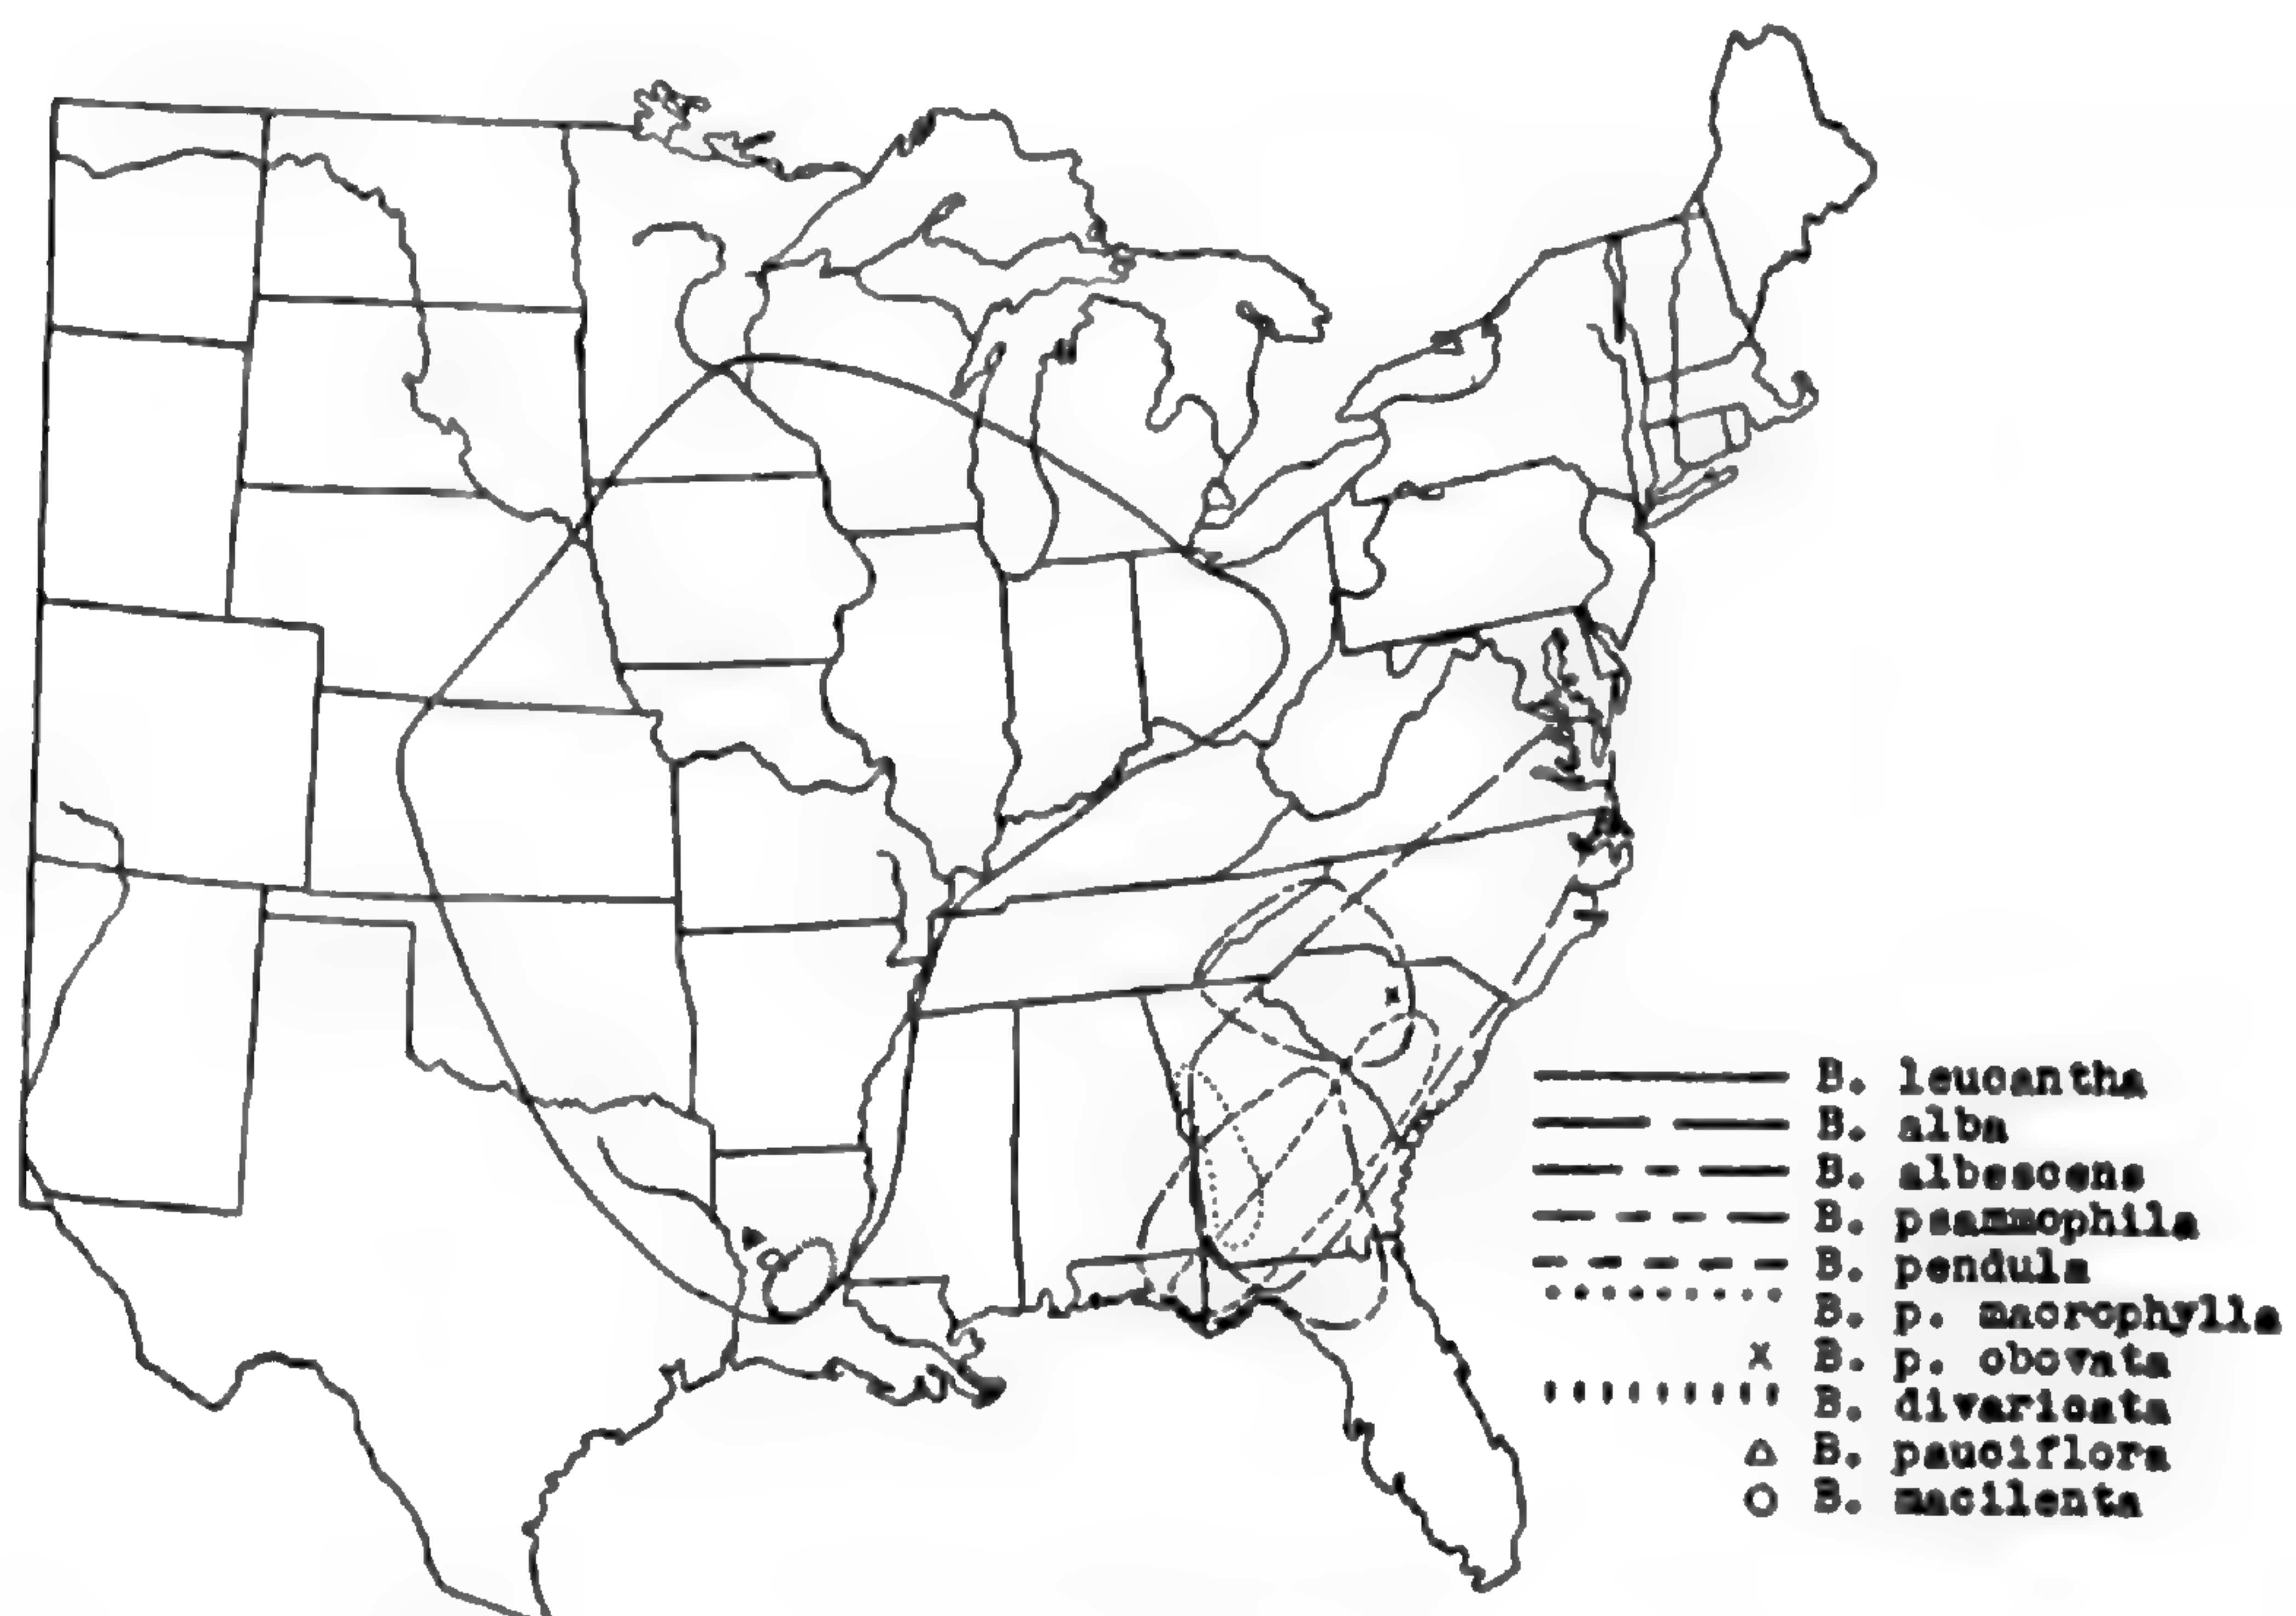 B. leucantha
B. alba
B. albescens
B. psammophila
B. pendula
B. p. macrophylla
x B. p. obovata
B. divaricata
B. pauciflora
B. macilenta